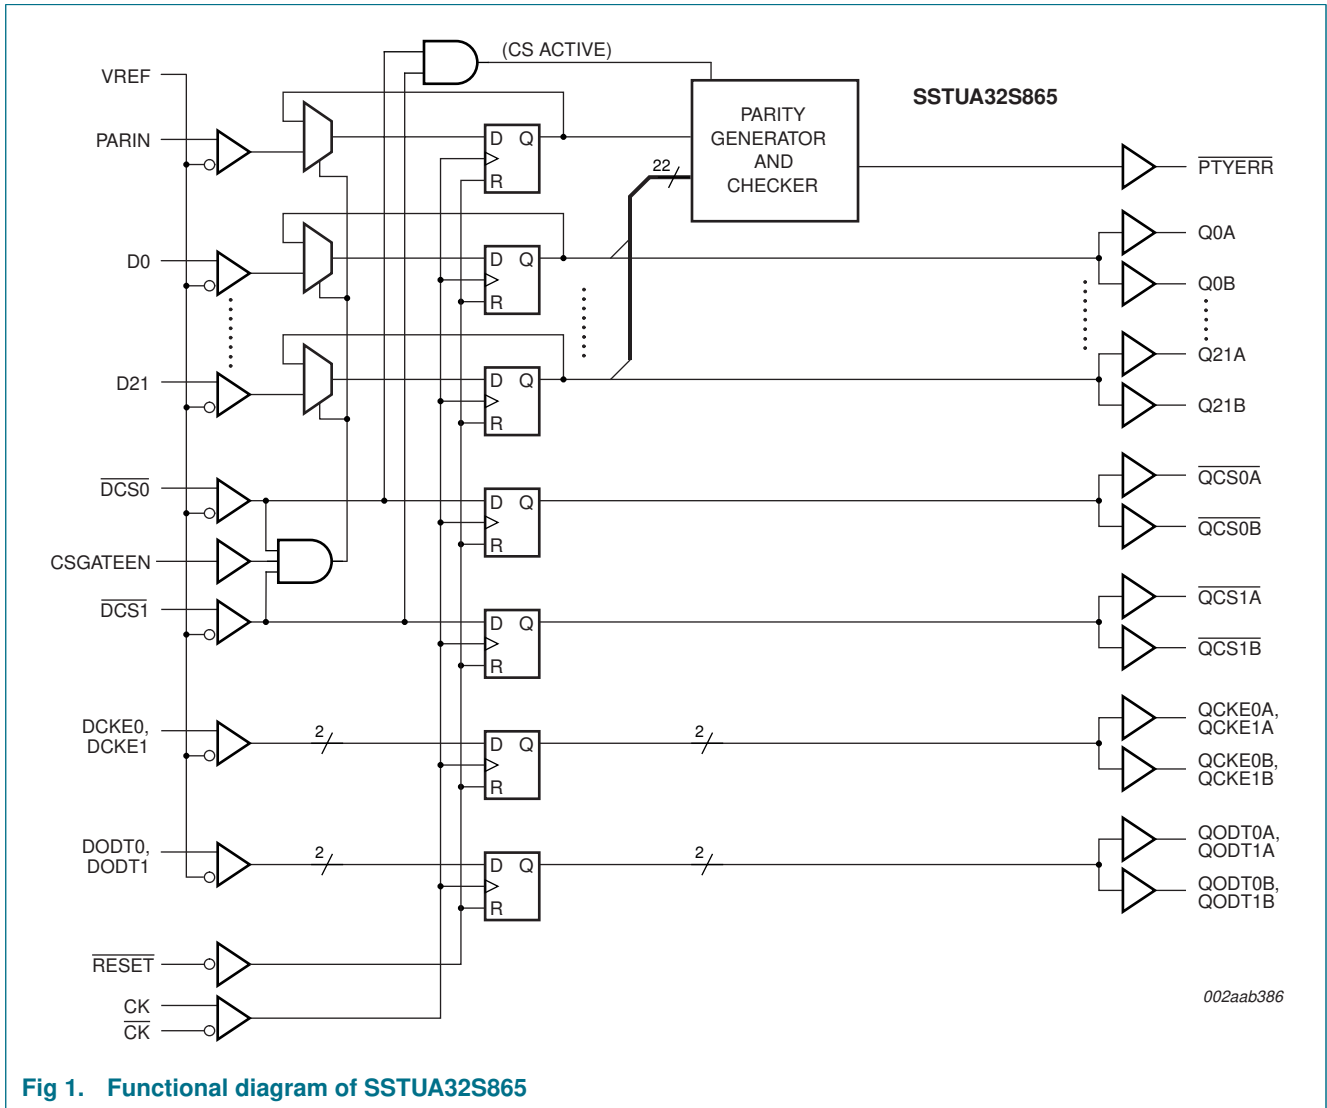 (CS ACTIVE)
VREF
SSTUA32S865
PARIN
PARITY
GENERATOR
AND
CHECKER
D Q
R
22
PTYERR
D0
D Q
R
Q0A
Q0B
D21
D Q
R
Q21A
Q21B
DCS0
D Q
R
QCS0A
QCS0B
CSGATEEN
DCS1
D Q
R
QCS1A
QCS1B
DCKE0,
DCKE1
2
D Q
R
2
QCKE0A,
QCKE1A
QCKE0B,
QCKE1B
DODT0,
DODT1
2
D Q
R
2
QODT0A,
QODT1A
QODT0B,
QODT1B
RESET
CK
CK
002aab386
Fig 1. Functional diagram of SSTUA32S865